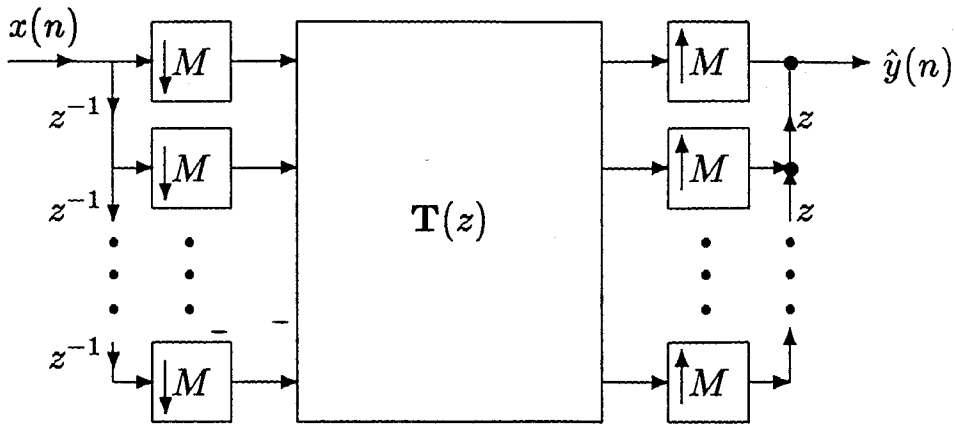 x(n) ↓M ↑M ŷ(n)
z⁻¹ z
↓M ↑M
z⁻¹ T(z) z
z⁻¹ ↓M ↑M